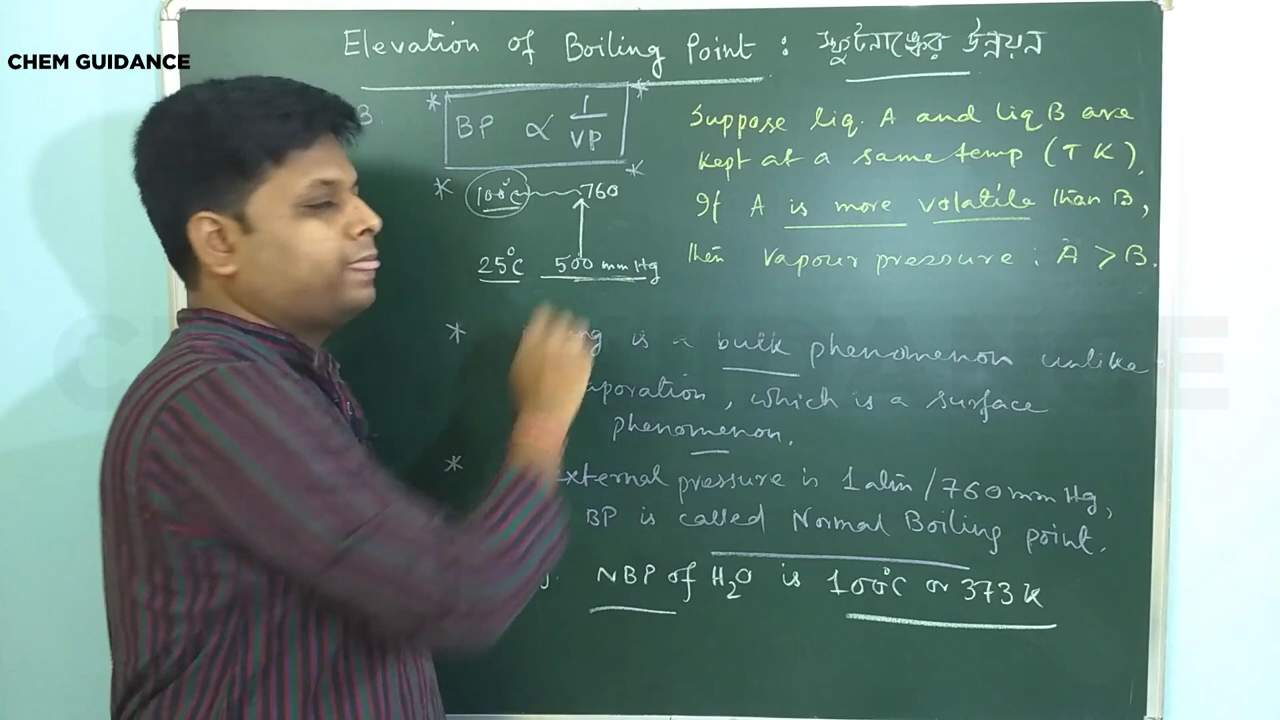 CHEM GUIDANCE
Elevation of Boiling Point : স্ফুটনাঙ্কের উন্নয়ন
B.
* BP ∝ 1/VP *
* *
100°C 760
25°C 500 mm Hg
Suppose liq. A and liq B are
kept at a same temp (T K),
If A is more volatile than B,
then vapour pressure : A > B.
* is a bulk phenomenon unlike
, which is a surface
phenomenon.
* external pressure is 1 atm / 760 mm Hg,
BP is called Normal Boiling point.
NBP of H₂O is 100°C or 373 K